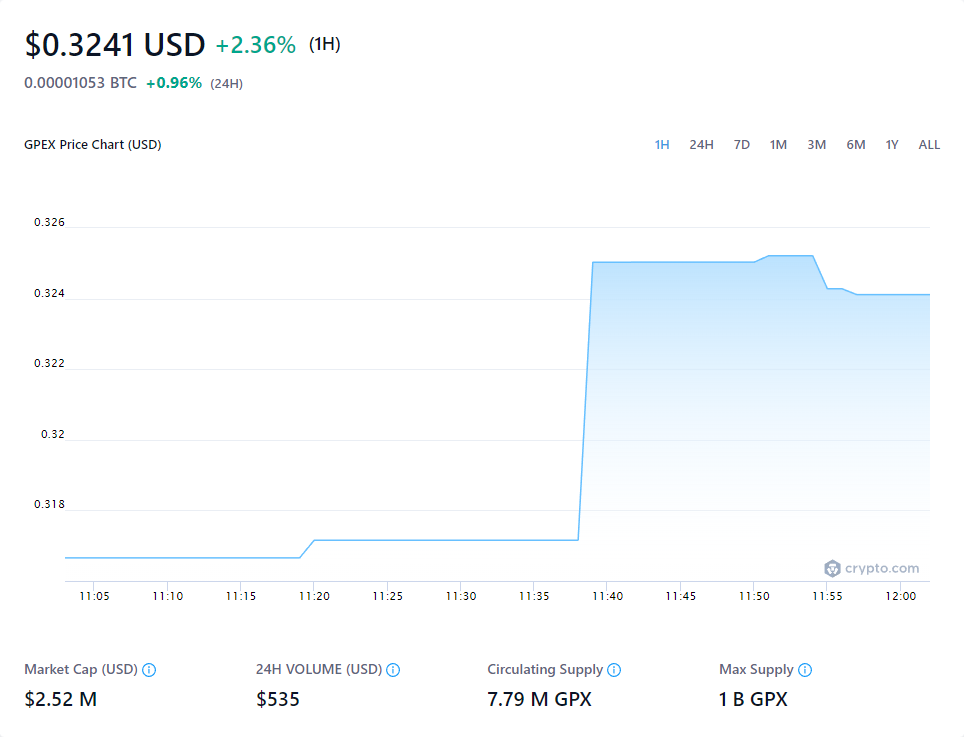 $0.3241 USD +2.36% (1H)
0.00001053 BTC +0.96% (24H)
GPEX Price Chart (USD) 1H 24H 7D 1M 3M 6M 1Y ALL
0.326
0.324
0.322
0.32
0.318
crypto.com
11:05 11:10 11:15 11:20 11:25 11:30 11:35 11:40 11:45 11:50 11:55 12:00
Market Cap (USD) 24H VOLUME (USD) Circulating Supply Max Supply
$2.52 M $535 7.79 M GPX 1 B GPX